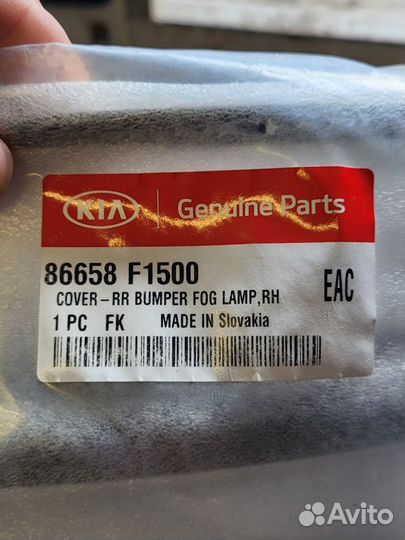 KIA Genuine Parts
86658 F1500
COVER-RR BUMPER FOG LAMP,RH
EAC
1 PC FK MADE IN Slovakia
Avito